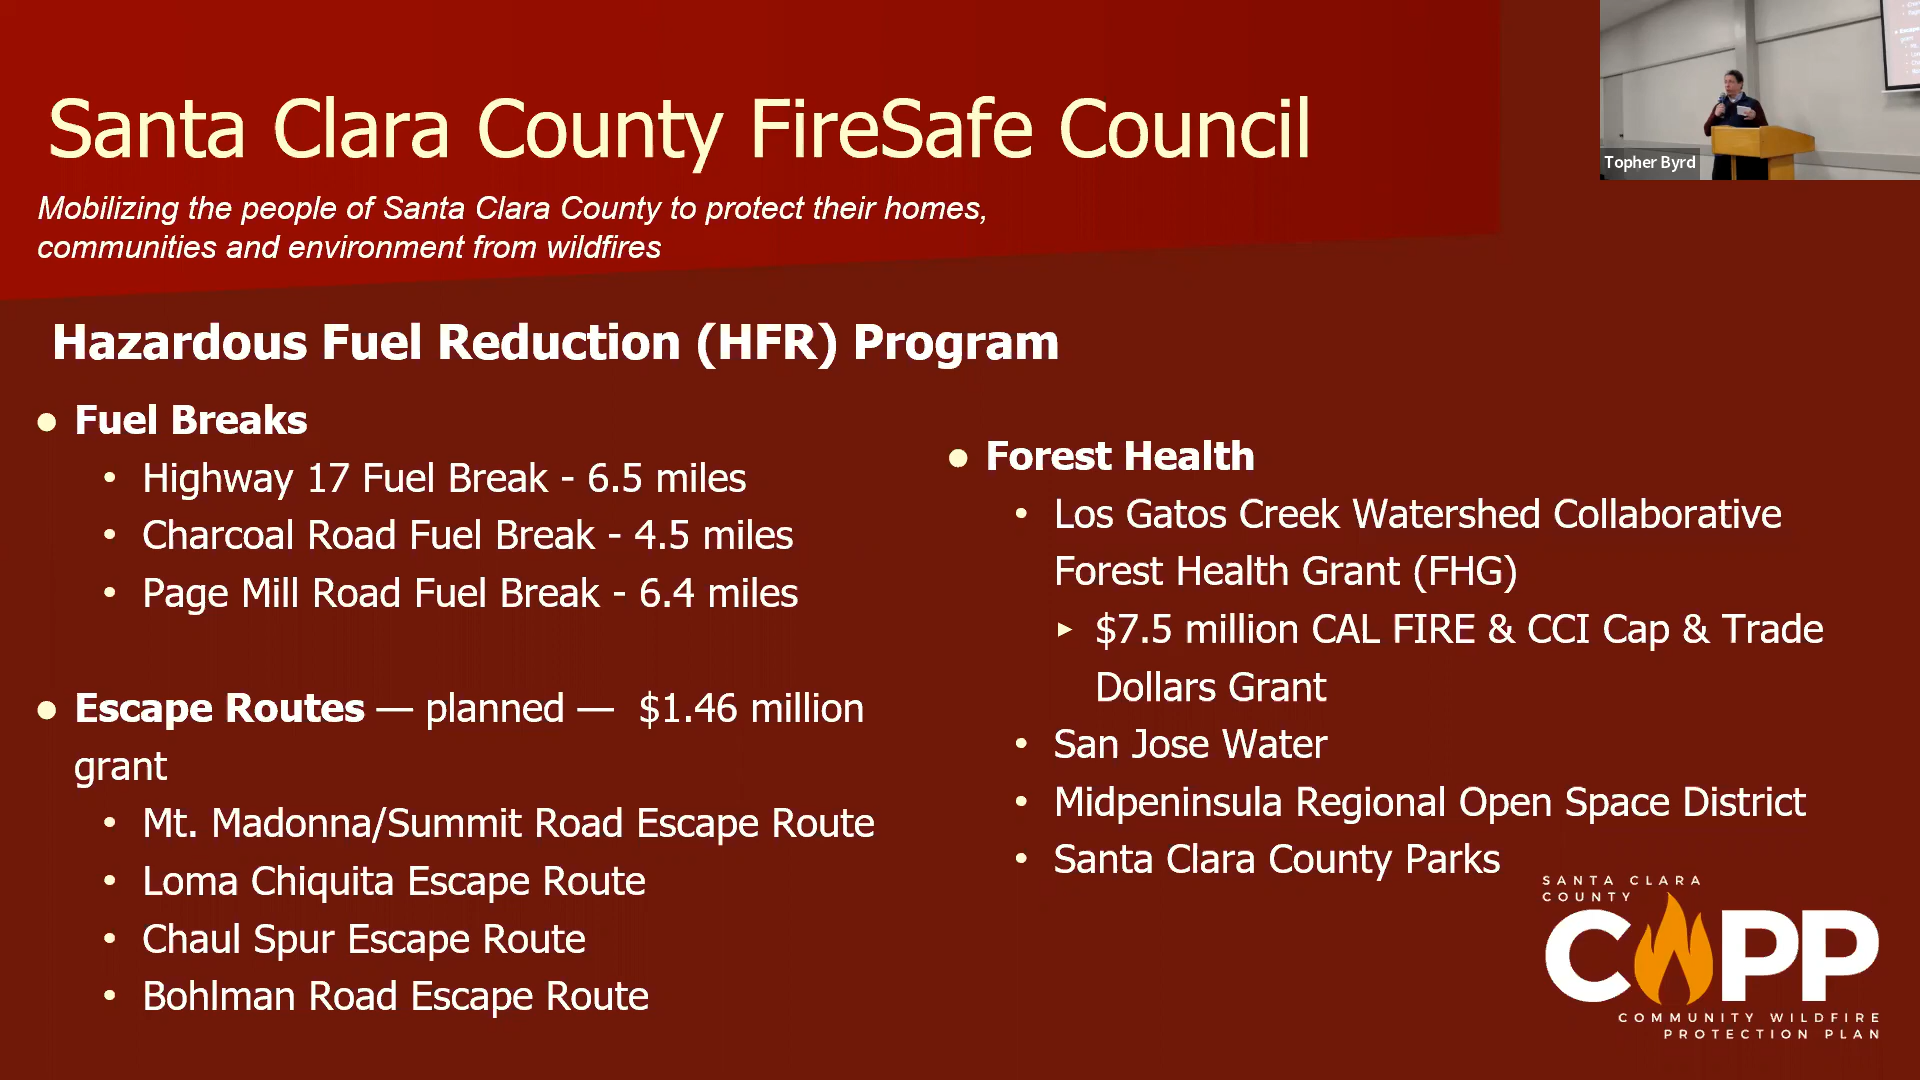 Santa Clara County FireSafe Council
Mobilizing the people of Santa Clara County to protect their homes,
communities and environment from wildfires
Topher Byrd
Hazardous Fuel Reduction (HFR) Program
Fuel Breaks
Highway 17 Fuel Break - 6.5 miles
Charcoal Road Fuel Break - 4.5 miles
Page Mill Road Fuel Break - 6.4 miles
Escape Routes — planned — $1.46 million
grant
Mt. Madonna/Summit Road Escape Route
Loma Chiquita Escape Route
Chaul Spur Escape Route
Bohlman Road Escape Route
Forest Health
Los Gatos Creek Watershed Collaborative
Forest Health Grant (FHG)
$7.5 million CAL FIRE & CCI Cap & Trade
Dollars Grant
San Jose Water
Midpeninsula Regional Open Space District
Santa Clara County Parks
SANTA CLARA
COUNTY
CWPP
COMMUNITY WILDFIRE
PROTECTION PLAN